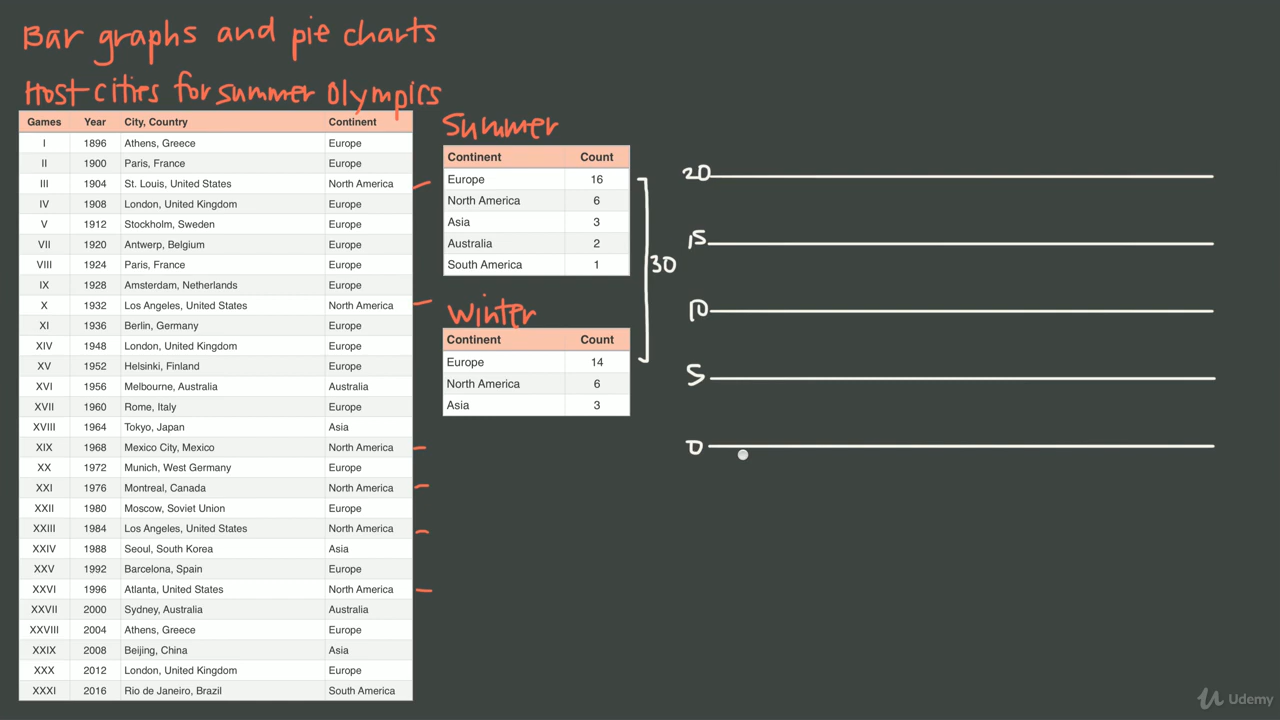 Bar graphs and pie charts
Host cities for summer Olympics
Games Year City, Country Continent
I 1896 Athens, Greece Europe
II 1900 Paris, France Europe
III 1904 St. Louis, United States North America
IV 1908 London, United Kingdom Europe
V 1912 Stockholm, Sweden Europe
VII 1920 Antwerp, Belgium Europe
VIII 1924 Paris, France Europe
IX 1928 Amsterdam, Netherlands Europe
X 1932 Los Angeles, United States North America
XI 1936 Berlin, Germany Europe
XIV 1948 London, United Kingdom Europe
XV 1952 Helsinki, Finland Europe
XVI 1956 Melbourne, Australia Australia
XVII 1960 Rome, Italy Europe
XVIII 1964 Tokyo, Japan Asia
XIX 1968 Mexico City, Mexico North America
XX 1972 Munich, West Germany Europe
XXI 1976 Montreal, Canada North America
XXII 1980 Moscow, Soviet Union Europe
XXIII 1984 Los Angeles, United States North America
XXIV 1988 Seoul, South Korea Asia
XXV 1992 Barcelona, Spain Europe
XXVI 1996 Atlanta, United States North America
XXVII 2000 Sydney, Australia Australia
XXVIII 2004 Athens, Greece Europe
XXIX 2008 Beijing, China Asia
XXX 2012 London, United Kingdom Europe
XXXI 2016 Rio de Janeiro, Brazil South America
Summer
Continent Count
Europe 16
North America 6
Asia 3
Australia 2
South America 1
Winter
Continent Count
Europe 14
North America 6
Asia 3
30
20
15
10
5
0
Udemy